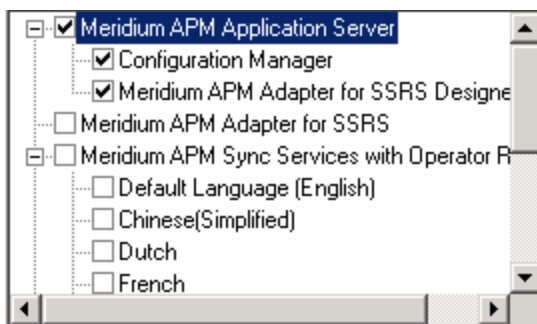 Meridium APM Application Server
Configuration Manager
Meridium APM Adapter for SSRS Designe
Meridium APM Adapter for SSRS
Meridium APM Sync Services with Operator R
Default Language (English)
Chinese(Simplified)
Dutch
French